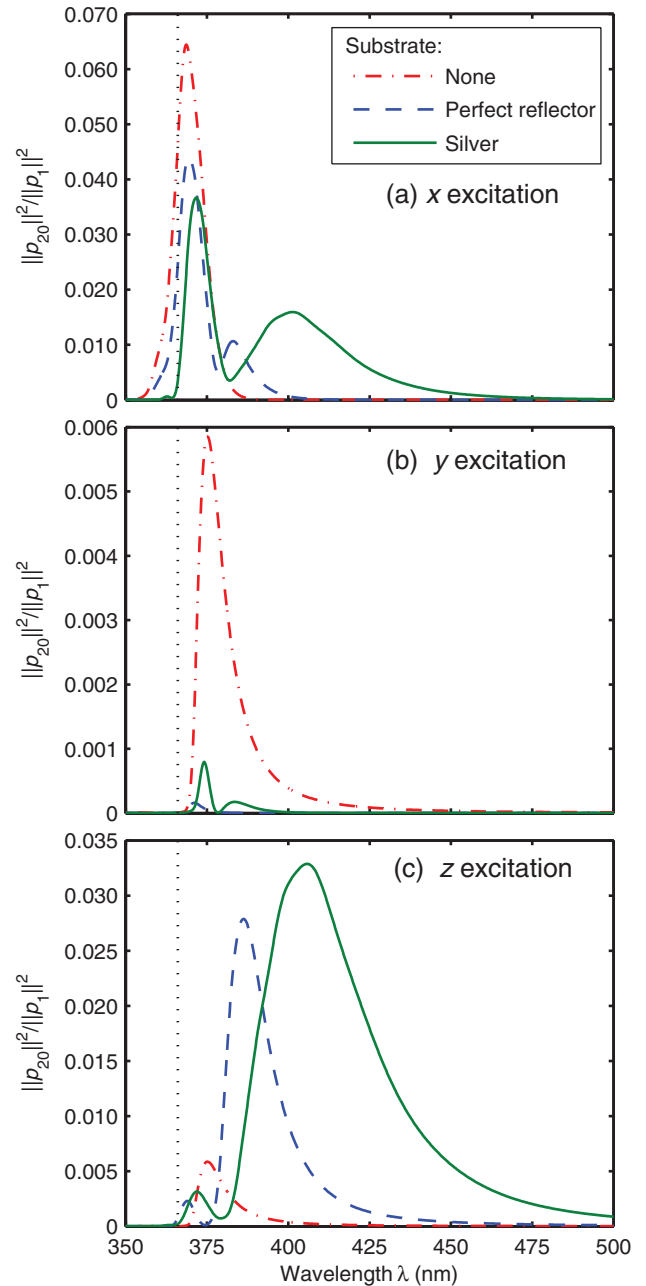 0.070
0.060
0.050
0.040
0.030
0.020
0.010
0
||p20||²/||p1||²
Substrate:
None
Perfect reflector
Silver
(a) x excitation
0.006
0.005
0.004
0.003
0.002
0.001
0
||p20||²/||p1||²
(b) y excitation
0.035
0.030
0.025
0.020
0.015
0.010
0.005
0
||p20||²/||p1||²
(c) z excitation
350 375 400 425 450 475 500
Wavelength λ (nm)